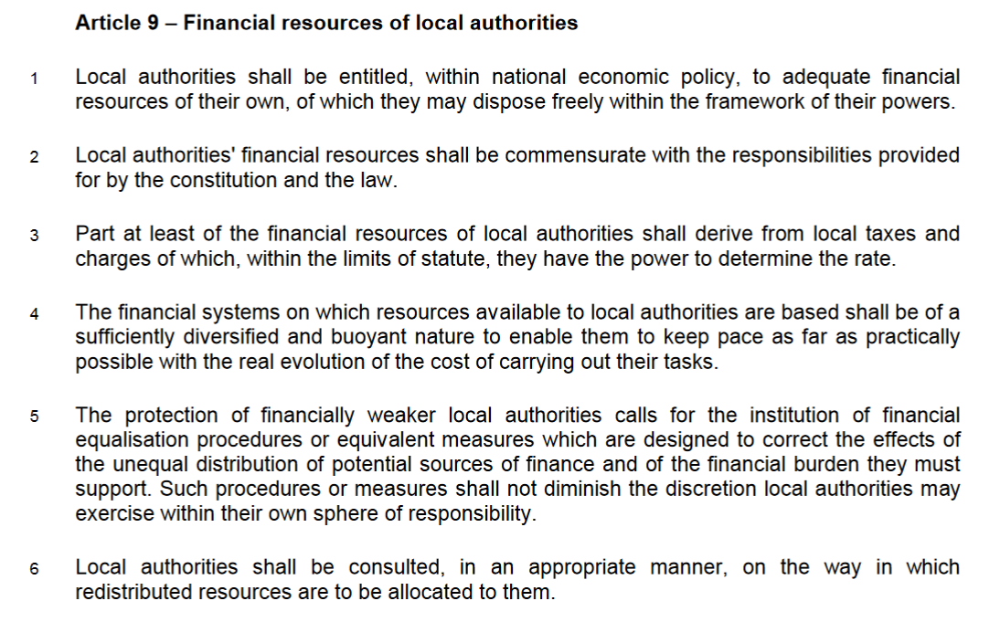 Article 9 – Financial resources of local authorities
1 Local authorities shall be entitled, within national economic policy, to adequate financial
resources of their own, of which they may dispose freely within the framework of their powers.
2 Local authorities' financial resources shall be commensurate with the responsibilities provided
for by the constitution and the law.
3 Part at least of the financial resources of local authorities shall derive from local taxes and
charges of which, within the limits of statute, they have the power to determine the rate.
4 The financial systems on which resources available to local authorities are based shall be of a
sufficiently diversified and buoyant nature to enable them to keep pace as far as practically
possible with the real evolution of the cost of carrying out their tasks.
5 The protection of financially weaker local authorities calls for the institution of financial
equalisation procedures or equivalent measures which are designed to correct the effects of
the unequal distribution of potential sources of finance and of the financial burden they must
support. Such procedures or measures shall not diminish the discretion local authorities may
exercise within their own sphere of responsibility.
6 Local authorities shall be consulted, in an appropriate manner, on the way in which
redistributed resources are to be allocated to them.